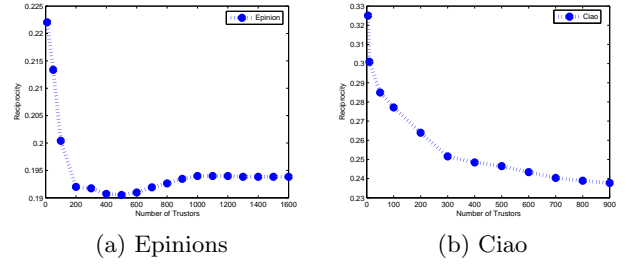 0.225
0.22
0.215
0.21
0.205
0.2
0.195
0.19
Reciprocity
Epinion
0 200 400 600 800 1000 1200 1400 1600
Number of Trustors
(a) Epinions
0.33
0.32
0.31
0.3
0.29
0.28
0.27
0.26
0.25
0.24
0.23
Reciprocity
Ciao
0 100 200 300 400 500 600 700 800 900
Number of Trustors
(b) Ciao